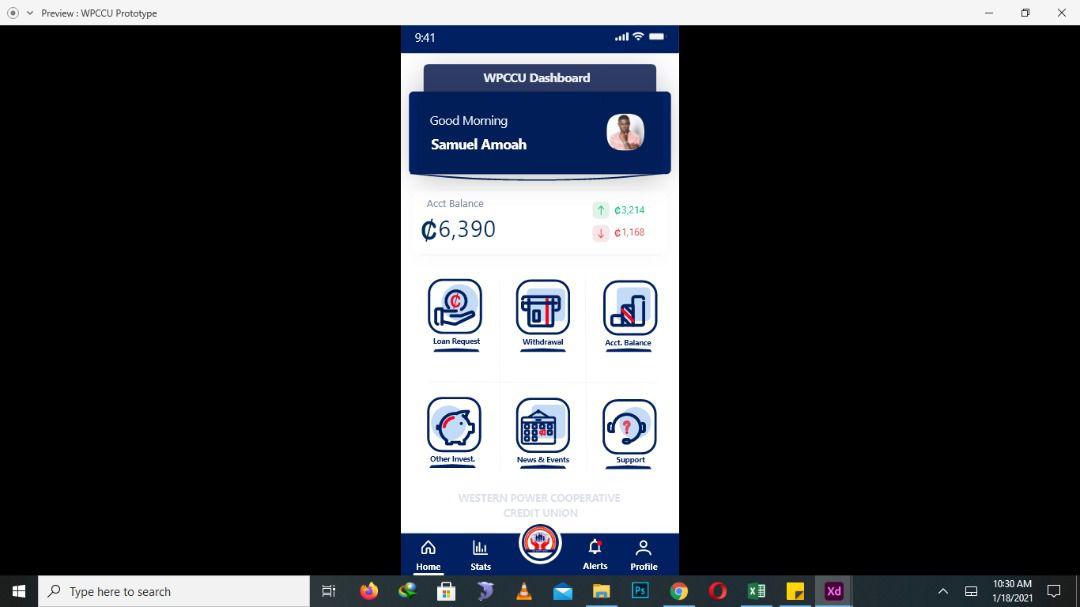 Preview : WPCCU Prototype
9:41
WPCCU Dashboard
Good Morning
Samuel Amoah
Acct Balance
₵6,390
₵3,214
₵1,168
Loan Request
Withdrawal
Acct. Balance
Other Invest.
News & Events
Support
WESTERN POWER COOPERATIVE
CREDIT UNION
Home
Stats
Alerts
Profile
Type here to search
Ps
Xd
10:30 AM
1/18/2021